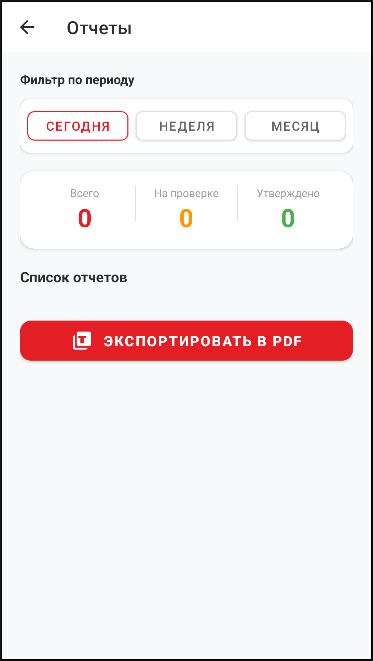 Отчеты
Фильтр по периоду
СЕГОДНЯ НЕДЕЛЯ МЕСЯЦ
Всего На проверке Утверждено
0 0 0
Список отчетов
ЭКСПОРТИРОВАТЬ В PDF